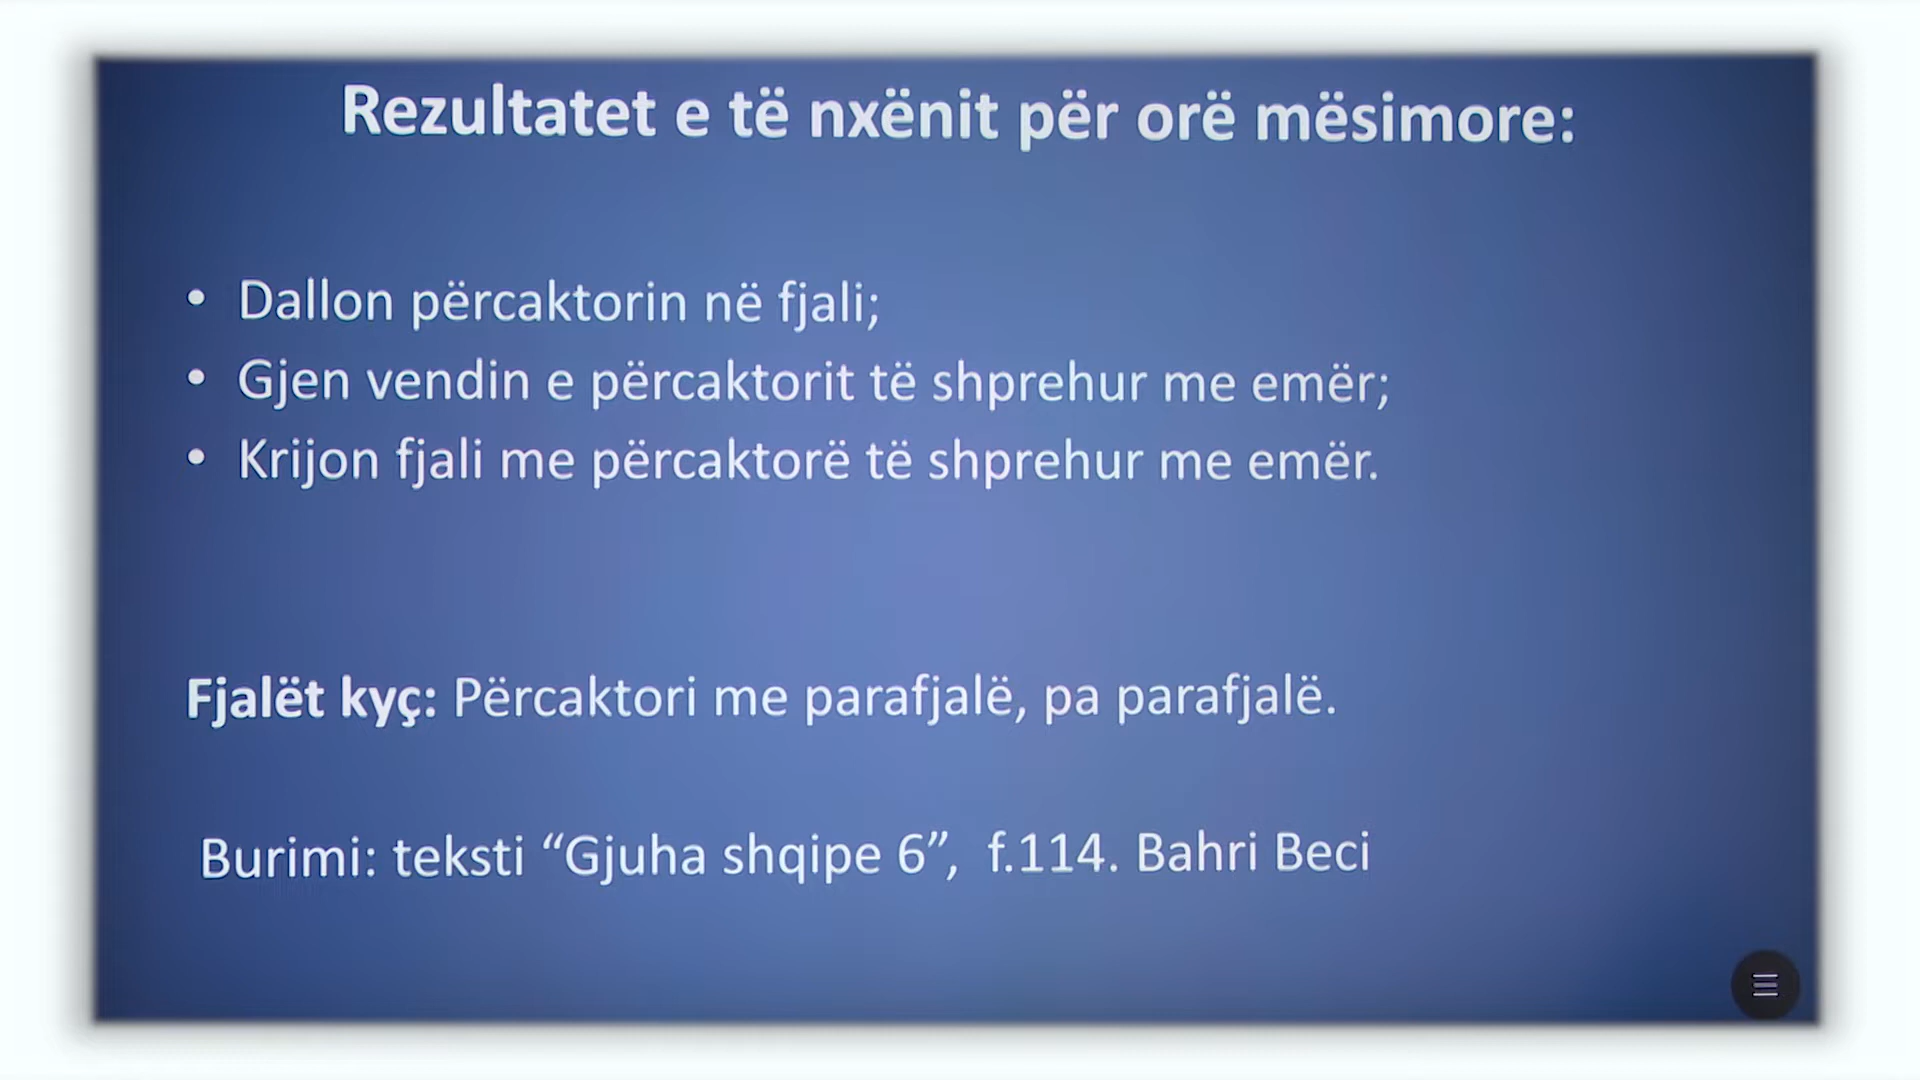 Rezultatet e të nxënit për orë mësimore:
• Dallon përcaktorin në fjali;
• Gjen vendin e përcaktorit të shprehur me emër;
• Krijon fjali me përcaktorë të shprehur me emër.
Fjalët kyç: Përcaktori me parafjalë, pa parafjalë.
Burimi: teksti “Gjuha shqipe 6”, f.114. Bahri Beci